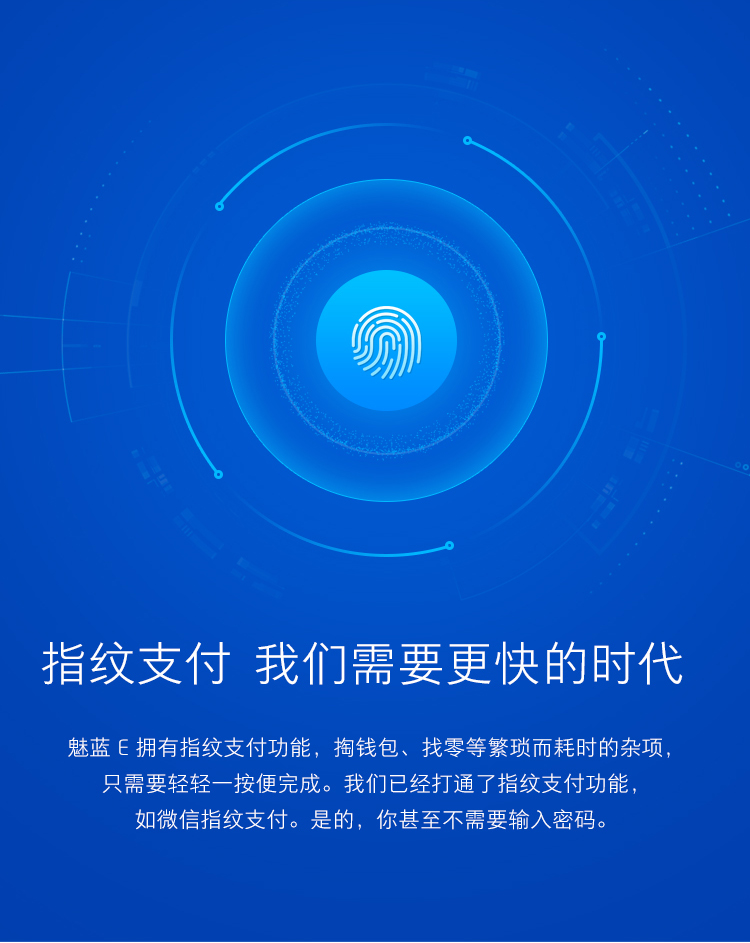 指纹支付 我们需要更快的时代
魅蓝 E 拥有指纹支付功能，掏钱包、找零等繁琐而耗时的杂项，
只需要轻轻一按便完成。我们已经打通了指纹支付功能，
如微信指纹支付。是的，你甚至不需要输入密码。